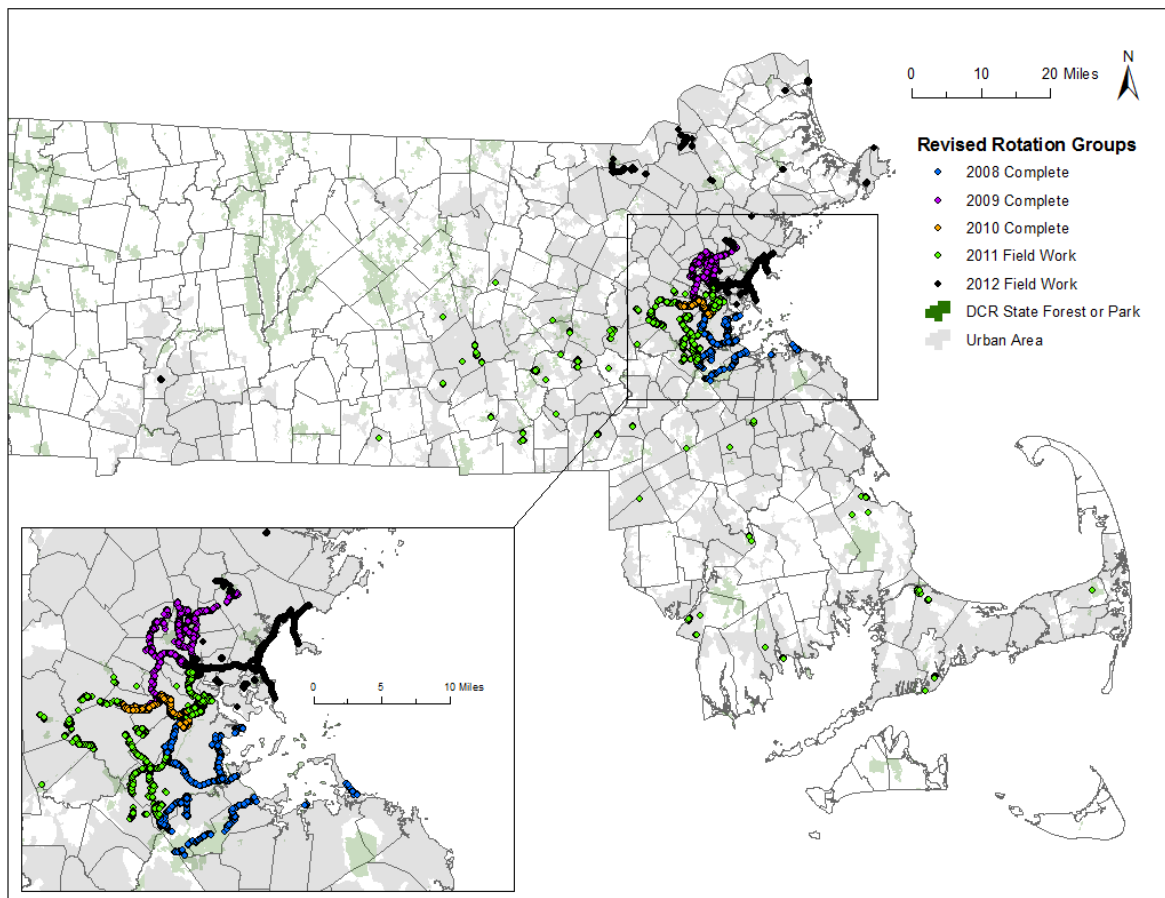 N
0 10 20 Miles
Revised Rotation Groups
2008 Complete
2009 Complete
2010 Complete
2011 Field Work
2012 Field Work
DCR State Forest or Park
Urban Area
0 5 10 Miles